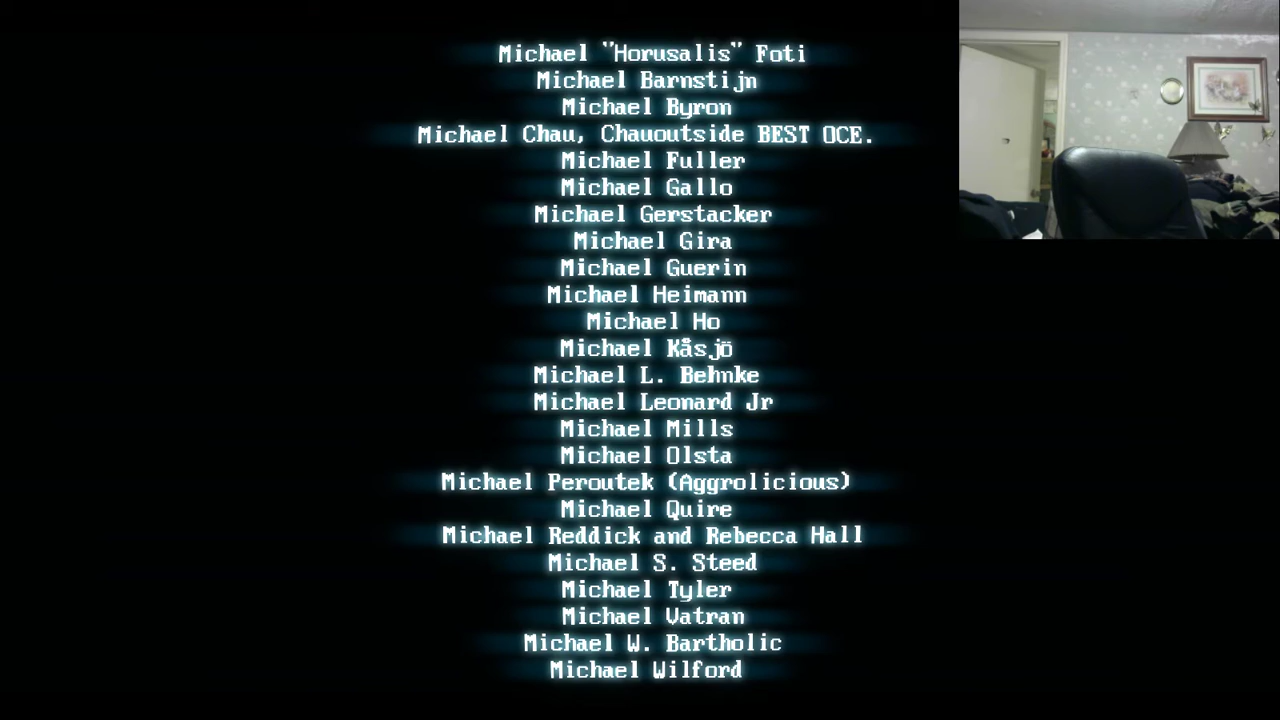 Michael "Horusalis" Foti
Michael Barnstijn
Michael Byron
Michael Chau, Chauoutside BEST OCE.
Michael Fuller
Michael Gallo
Michael Gerstacker
Michael Gira
Michael Guerin
Michael Heimann
Michael Ho
Michael Kåsjö
Michael L. Behnke
Michael Leonard Jr
Michael Mills
Michael Olsta
Michael Peroutek (Aggrolicious)
Michael Quire
Michael Reddick and Rebecca Hall
Michael S. Steed
Michael Tyler
Michael Vatran
Michael W. Bartholic
Michael Wilford